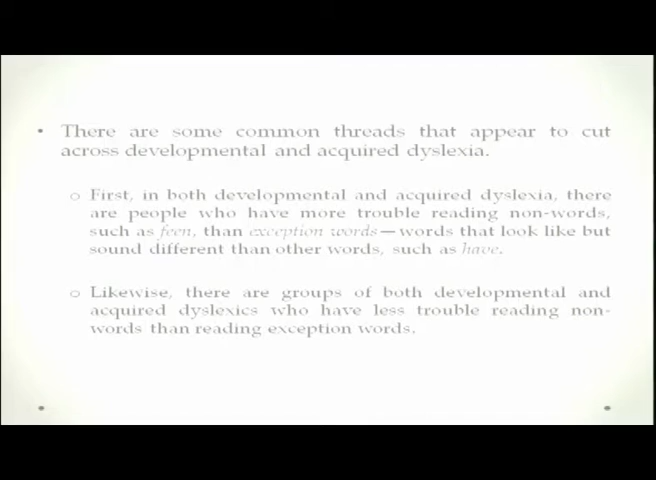 • There are some common threads that appear to cut
across developmental and acquired dyslexia.
o First, in both developmental and acquired dyslexia, there
are people who have more trouble reading non-words,
such as feen, than exception words—words that look like but
sound different than other words, such as have.
o Likewise, there are groups of both developmental and
acquired dyslexics who have less trouble reading non-
words than reading exception words.